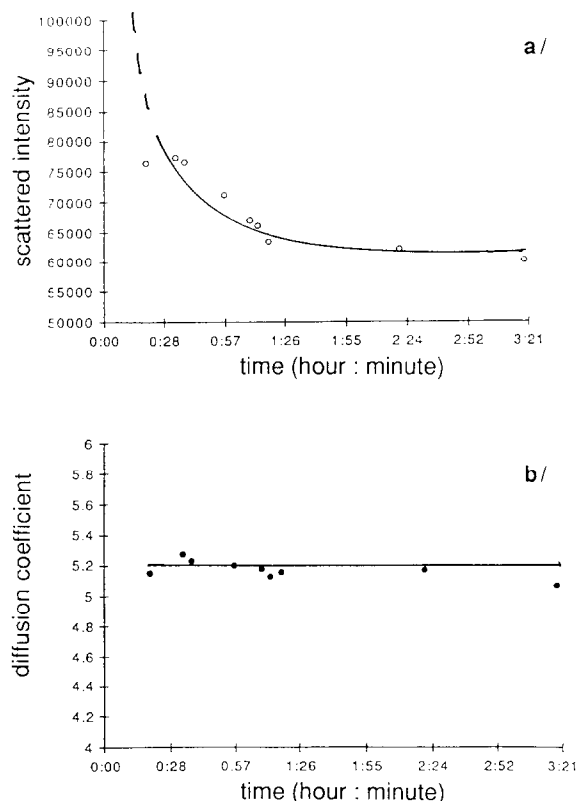 a/
scattered intensity
100000
95000
90000
85000
80000
75000
70000
65000
60000
55000
50000
0:00 0:28 0:57 1:26 1:55 2 24 2:52 3:21
time (hour : minute)
b/
diffusion coefficient
6
5.8
5.6
5.4
5.2
5
4.8
4.6
4.4
4.2
4
0:00 0:28 0.57 1:26 1:55 2:24 2:52 3:21
time (hour : minute)